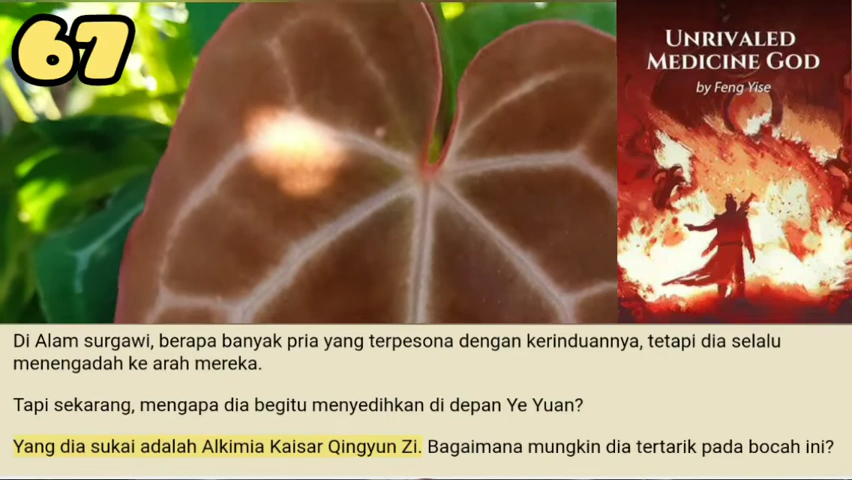 67
UNRIVALED
MEDICINE GOD
by Feng Yise
Di Alam surgawi, berapa banyak pria yang terpesona dengan kerinduannya, tetapi dia selalu
menengadah ke arah mereka.
Tapi sekarang, mengapa dia begitu menyedihkan di depan Ye Yuan?
Yang dia sukai adalah Alkimia Kaisar Qingyun Zi. Bagaimana mungkin dia tertarik pada bocah ini?